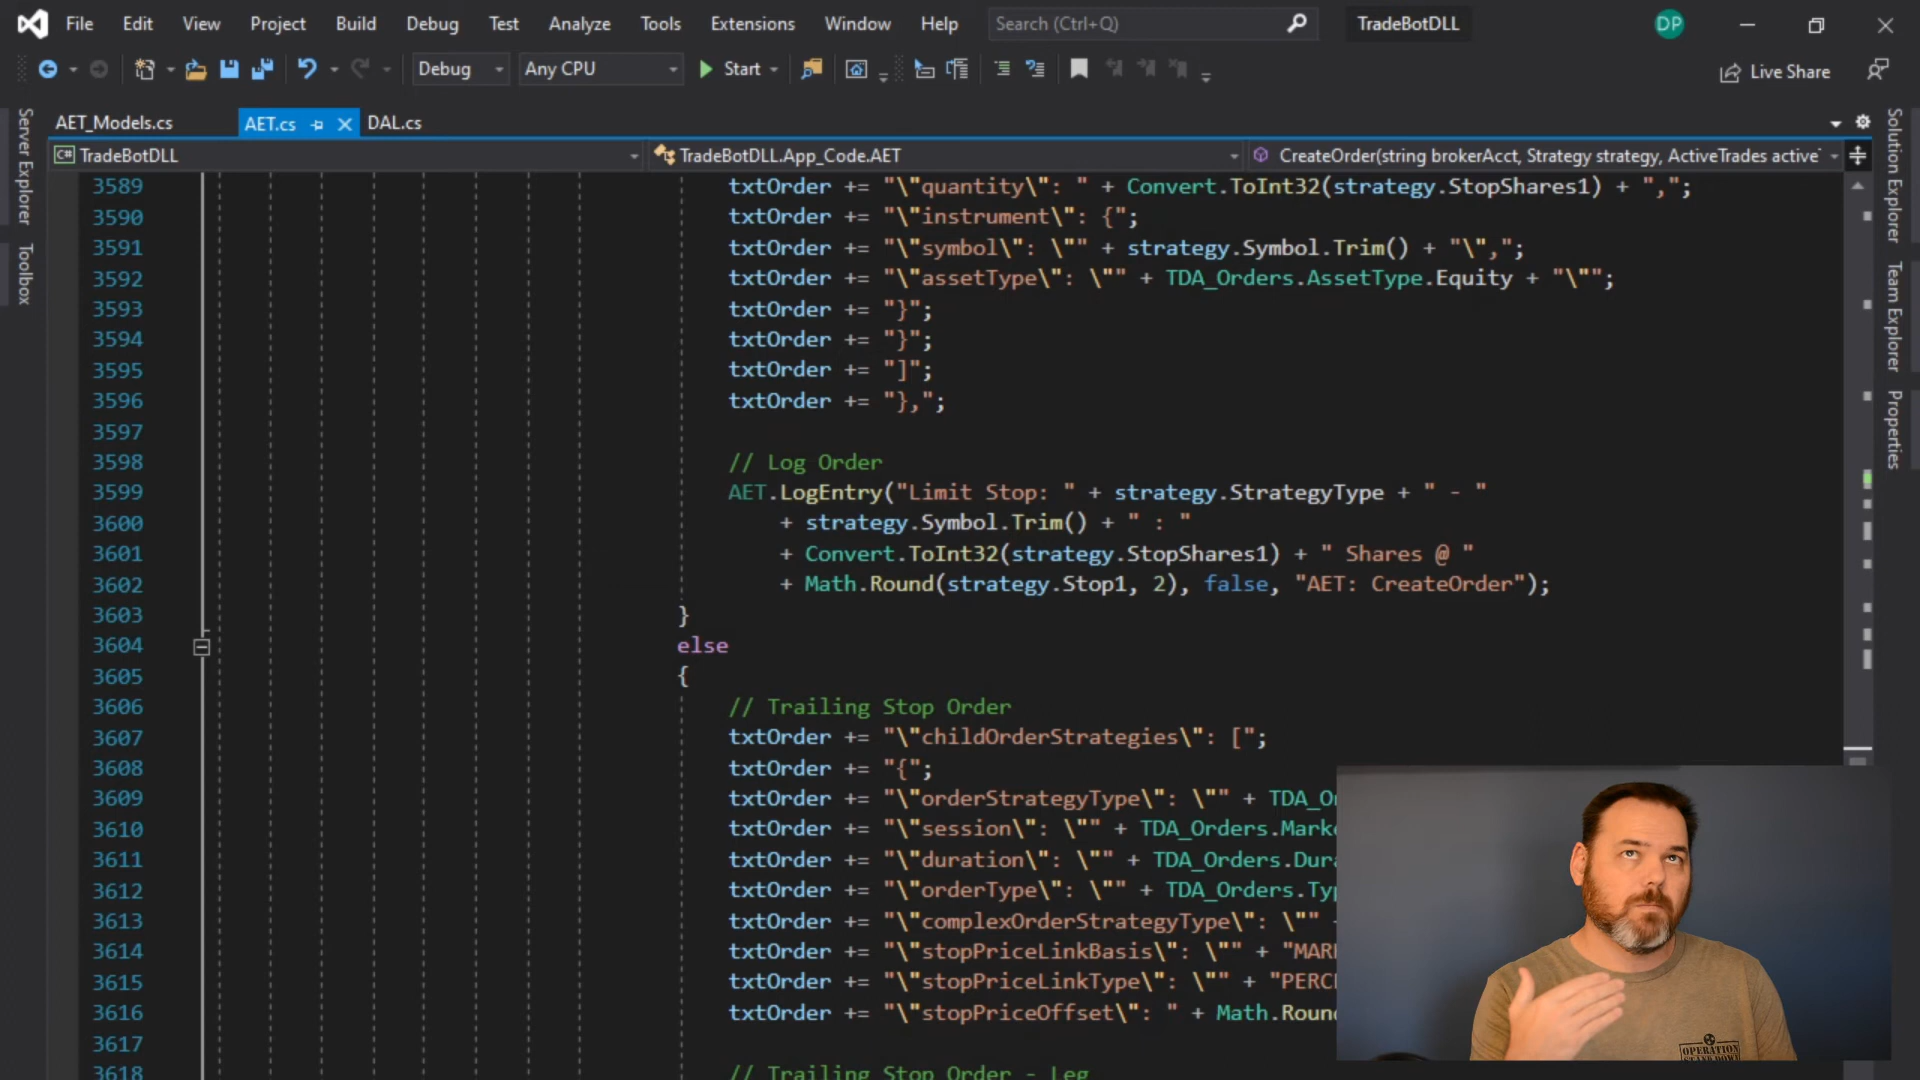 File Edit View Project Build Debug Test Analyze Tools Extensions Window Help Search (Ctrl+Q) TradeBotDLL DP
Debug Any CPU Start Live Share
AET_Models.cs AET.cs DAL.cs
TradeBotDLL TradeBotDLL.App_Code.AET CreateOrder(string brokerAcct, Strategy strategy, ActiveTrades active
Server Explorer
Toolbox
Solution Explorer
Team Explorer
Properties
3589 txtOrder += "\"quantity\": " + Convert.ToInt32(strategy.StopShares1) + ",";
3590 txtOrder += "\"instrument\": {";
3591 txtOrder += "\"symbol\": \"" + strategy.Symbol.Trim() + "\",";
3592 txtOrder += "\"assetType\": \"" + TDA_Orders.AssetType.Equity + "\"";
3593 txtOrder += "}";
3594 txtOrder += "}";
3595 txtOrder += "]";
3596 txtOrder += "},";
3597
3598 // Log Order
3599 AET.LogEntry("Limit Stop: " + strategy.StrategyType + " - "
3600 + strategy.Symbol.Trim() + " : "
3601 + Convert.ToInt32(strategy.StopShares1) + " Shares @ "
3602 + Math.Round(strategy.Stop1, 2), false, "AET: CreateOrder");
3603 }
3604 else
3605 {
3606 // Trailing Stop Order
3607 txtOrder += "\"childOrderStrategies\": [";
3608 txtOrder += "{";
3609 txtOrder += "\"orderStrategyType\": \"" + TDA_Or
3610 txtOrder += "\"session\": \"" + TDA_Orders.Marke
3611 txtOrder += "\"duration\": \"" + TDA_Orders.Dura
3612 txtOrder += "\"orderType\": \"" + TDA_Orders.Typ
3613 txtOrder += "\"complexOrderStrategyType\": \"" +
3614 txtOrder += "\"stopPriceLinkBasis\": \"" + "MAR
3615 txtOrder += "\"stopPriceLinkType\": \"" + "PERC
3616 txtOrder += "\"stopPriceOffset\": " + Math.Roun
3617
3618 // Trailing Stop Order - Leg
OPERATION